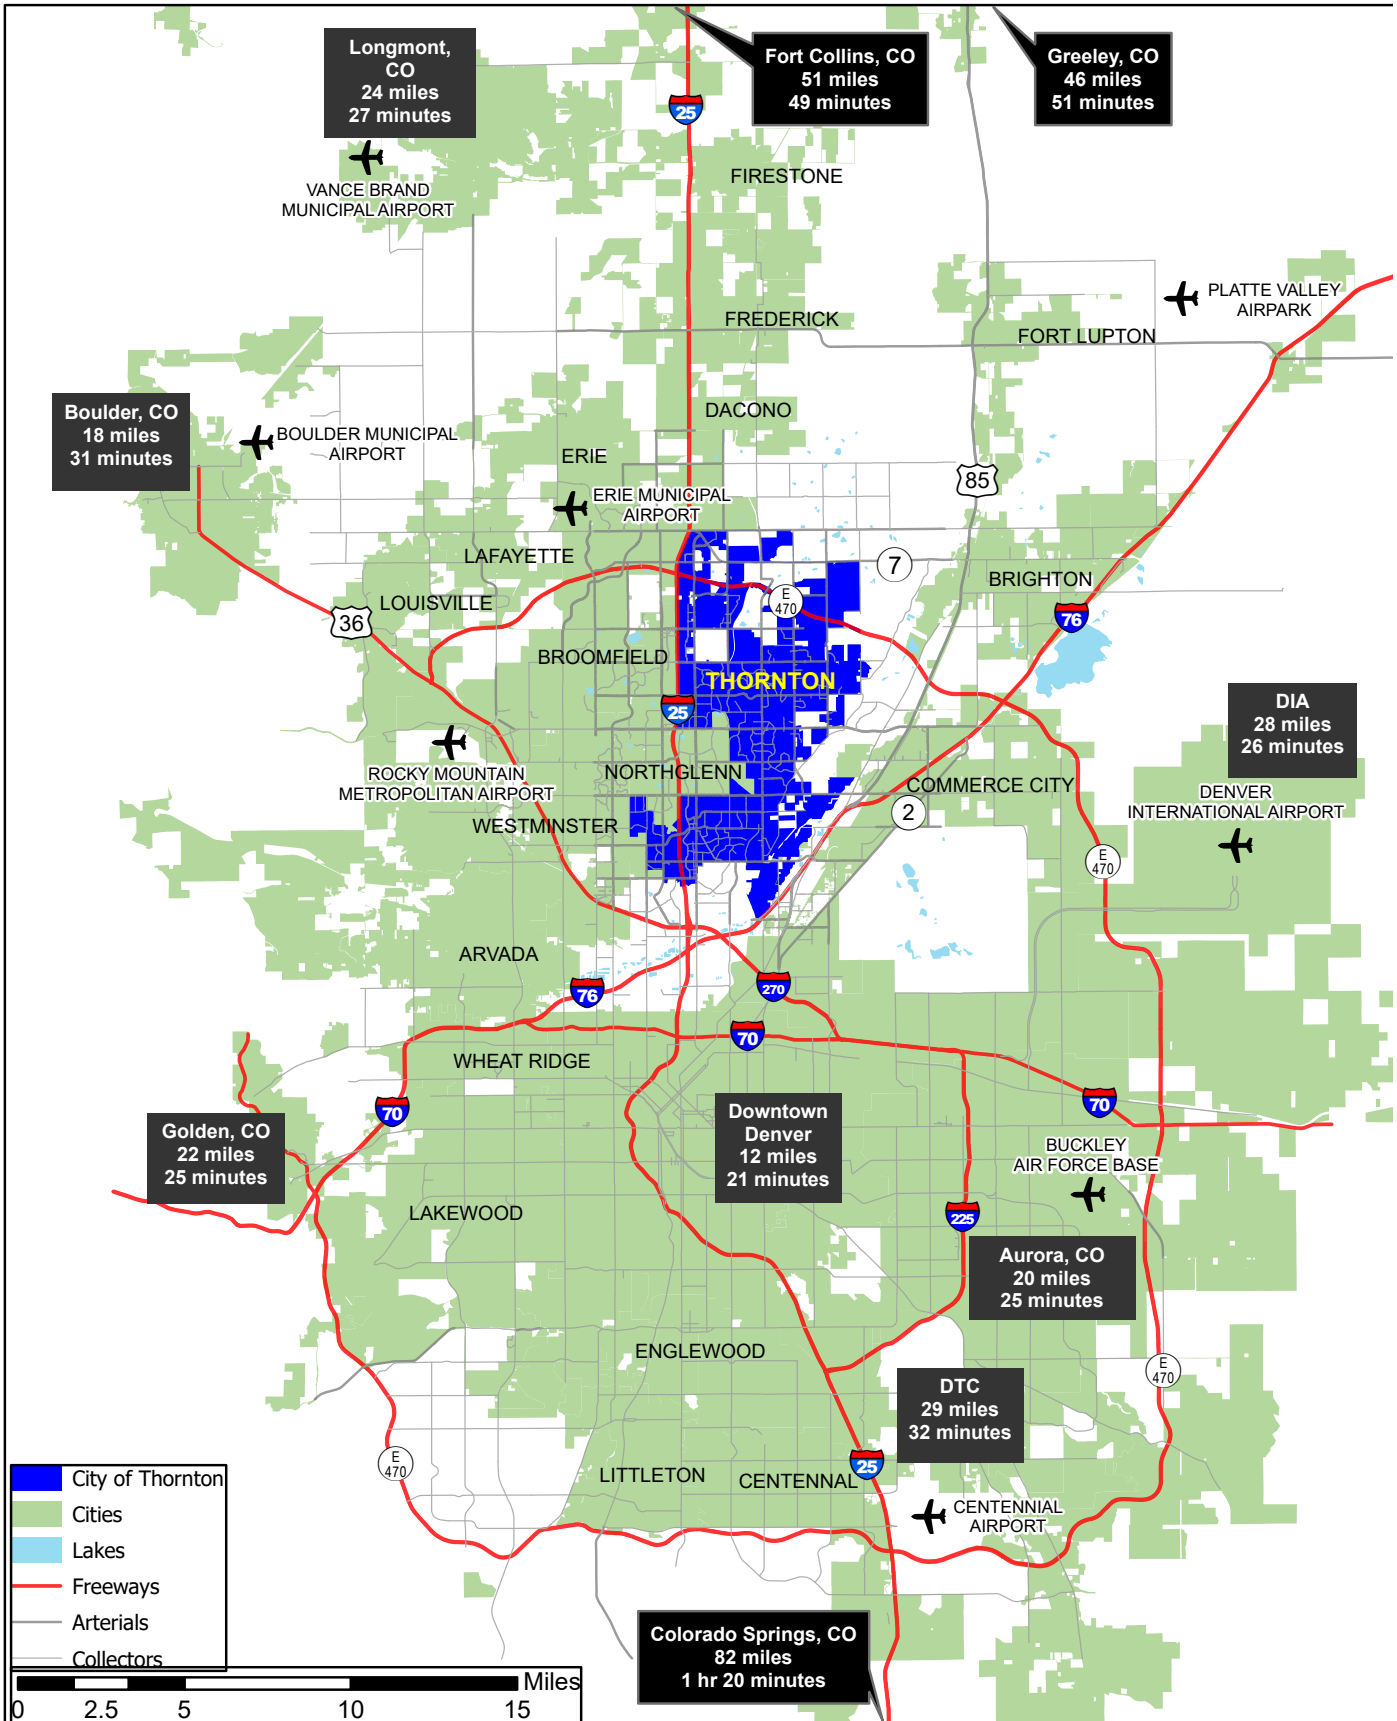 Longmont,
CO
24 miles
27 minutes
Fort Collins, CO
51 miles
49 minutes
Greeley, CO
46 miles
51 minutes
25
VANCE BRAND
MUNICIPAL AIRPORT
FIRESTONE
PLATTE VALLEY
AIRPARK
FREDERICK
FORT LUPTON
Boulder, CO
18 miles
31 minutes
BOULDER MUNICIPAL
AIRPORT
DACONO
ERIE
85
ERIE MUNICIPAL
AIRPORT
LAFAYETTE
7
BRIGHTON
LOUISVILLE
E
470
36
76
BROOMFIELD
THORNTON
25
DIA
28 miles
26 minutes
ROCKY MOUNTAIN
METROPOLITAN AIRPORT
NORTHGLENN
COMMERCE CITY
DENVER
INTERNATIONAL AIRPORT
2
WESTMINSTER
E
470
ARVADA
76
270
70
WHEAT RIDGE
70
70
Golden, CO
22 miles
25 minutes
Downtown
Denver
12 miles
21 minutes
BUCKLEY
AIR FORCE BASE
LAKEWOOD
225
Aurora, CO
20 miles
25 minutes
ENGLEWOOD
E
470
DTC
29 miles
32 minutes
E
470
25
LITTLETON
CENTENNAL
CENTENNIAL
AIRPORT
City of Thornton
Cities
Lakes
Freeways
Arterials
Collectors
Colorado Springs, CO
82 miles
1 hr 20 minutes
Miles
0 2.5 5 10 15